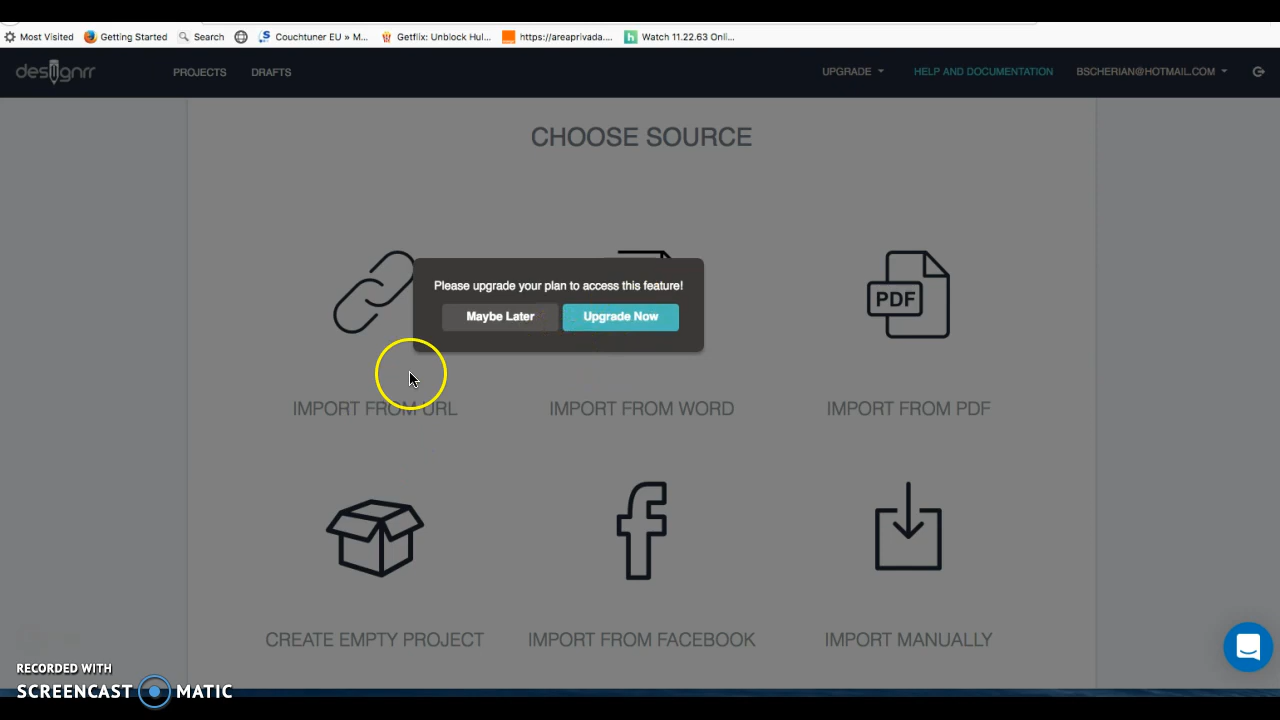 Most Visited Getting Started Search Couchtuner EU » M... Getflix: Unblock Hul... https://areaprivada.... Watch 11.22.63 Onli...
designrr PROJECTS DRAFTS UPGRADE HELP AND DOCUMENTATION BSCHERIAN@HOTMAIL.COM
CHOOSE SOURCE
Please upgrade your plan to access this feature!
Maybe Later Upgrade Now
PDF
IMPORT FROM URL IMPORT FROM WORD IMPORT FROM PDF
CREATE EMPTY PROJECT IMPORT FROM FACEBOOK IMPORT MANUALLY
RECORDED WITH
SCREENCAST MATIC